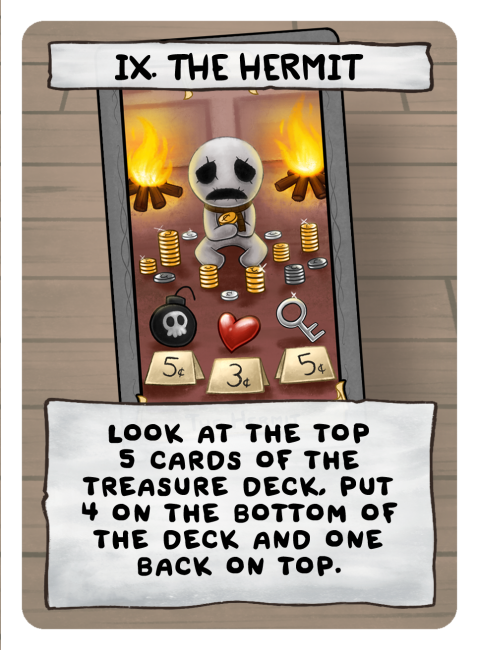 IX. THE HERMIT
5¢
3¢
5¢
LOOK AT THE TOP
5 CARDS OF THE
TREASURE DECK, PUT
4 ON THE BOTTOM OF
THE DECK AND ONE
BACK ON TOP.